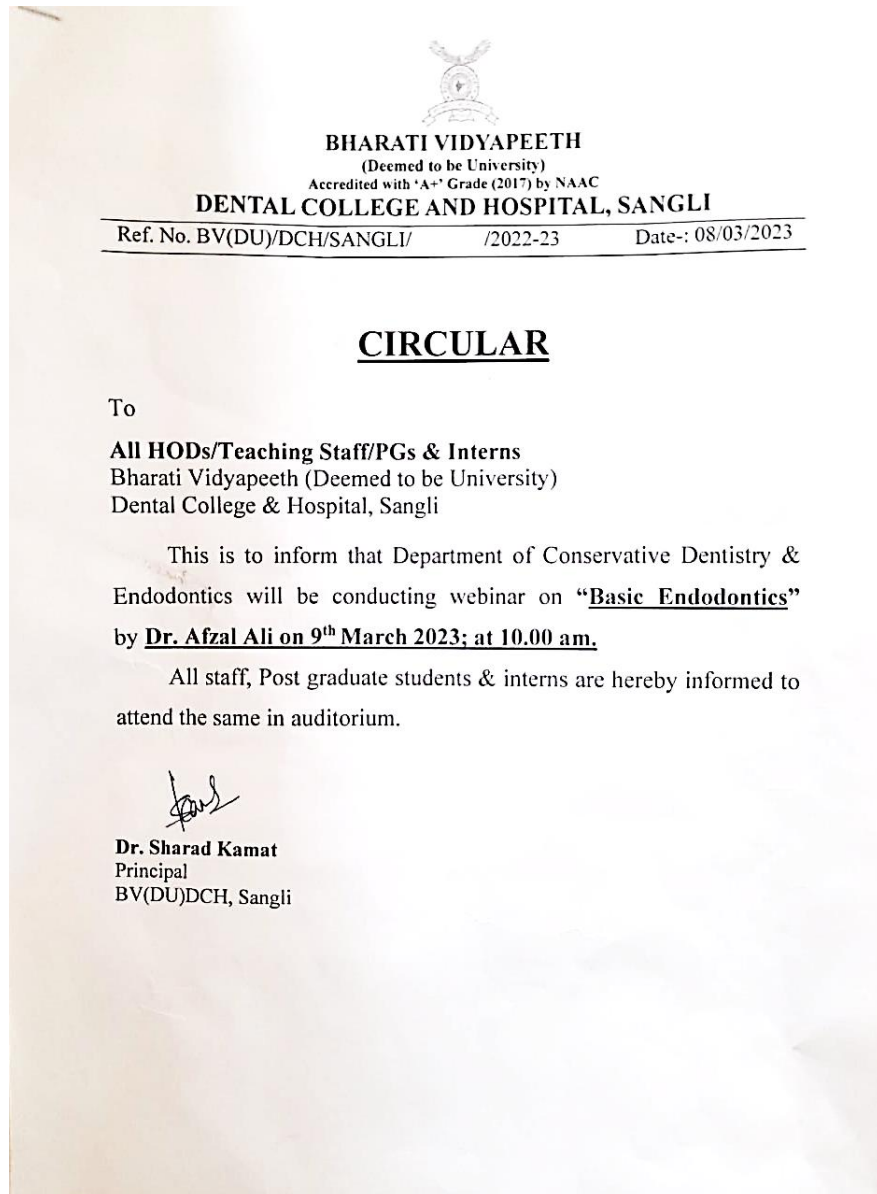 BHARATI VIDYAPEETH
(Deemed to be University)
Accredited with ‘A+’ Grade (2017) by NAAC
DENTAL COLLEGE AND HOSPITAL, SANGLI
Ref. No. BV(DU)/DCH/SANGLI/ /2022-23 Date-: 08/03/2023
CIRCULAR
To
All HODs/Teaching Staff/PGs & Interns
Bharati Vidyapeeth (Deemed to be University)
Dental College & Hospital, Sangli
This is to inform that Department of Conservative Dentistry &
Endodontics will be conducting webinar on “Basic Endodontics”
by Dr. Afzal Ali on 9th March 2023; at 10.00 am.
All staff, Post graduate students & interns are hereby informed to
attend the same in auditorium.
Dr. Sharad Kamat
Principal
BV(DU)DCH, Sangli